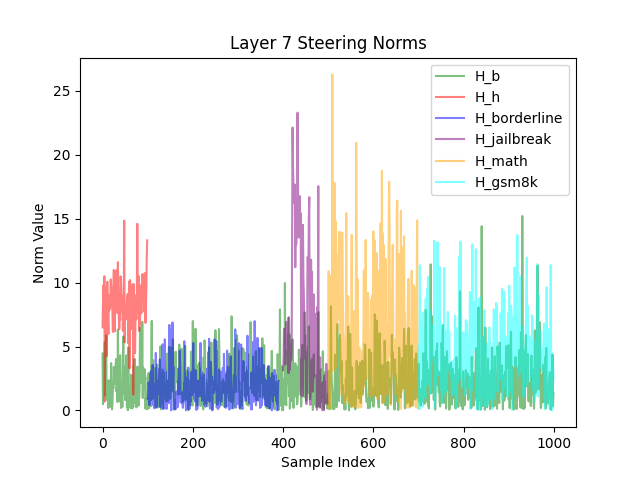 Layer 7 Steering Norms
Norm Value
25
20
15
10
5
0
H_b
H_h
H_borderline
H_jailbreak
H_math
H_gsm8k
0 200 400 600 800 1000
Sample Index